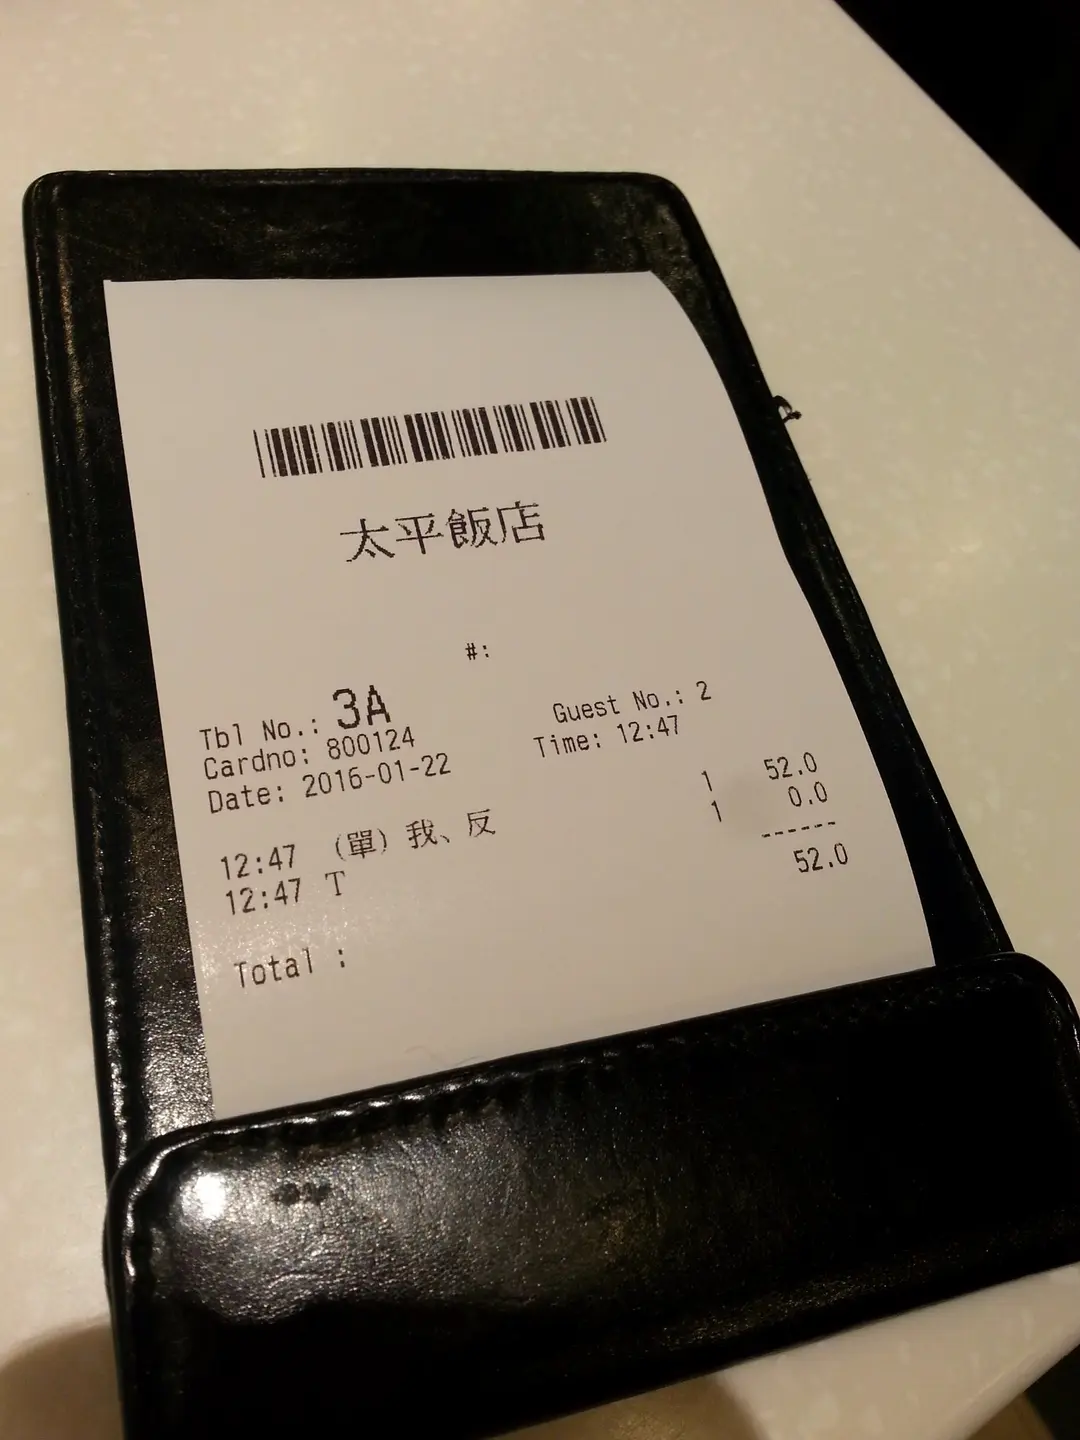 太平飯店
#:
Tbl No.: 3A Guest No.: 2
Cardno: 800124 Time: 12:47
Date: 2016-01-22
12:47 (單) 我、反 1 52.0
12:47 T 1 0.0
------
Total : 52.0